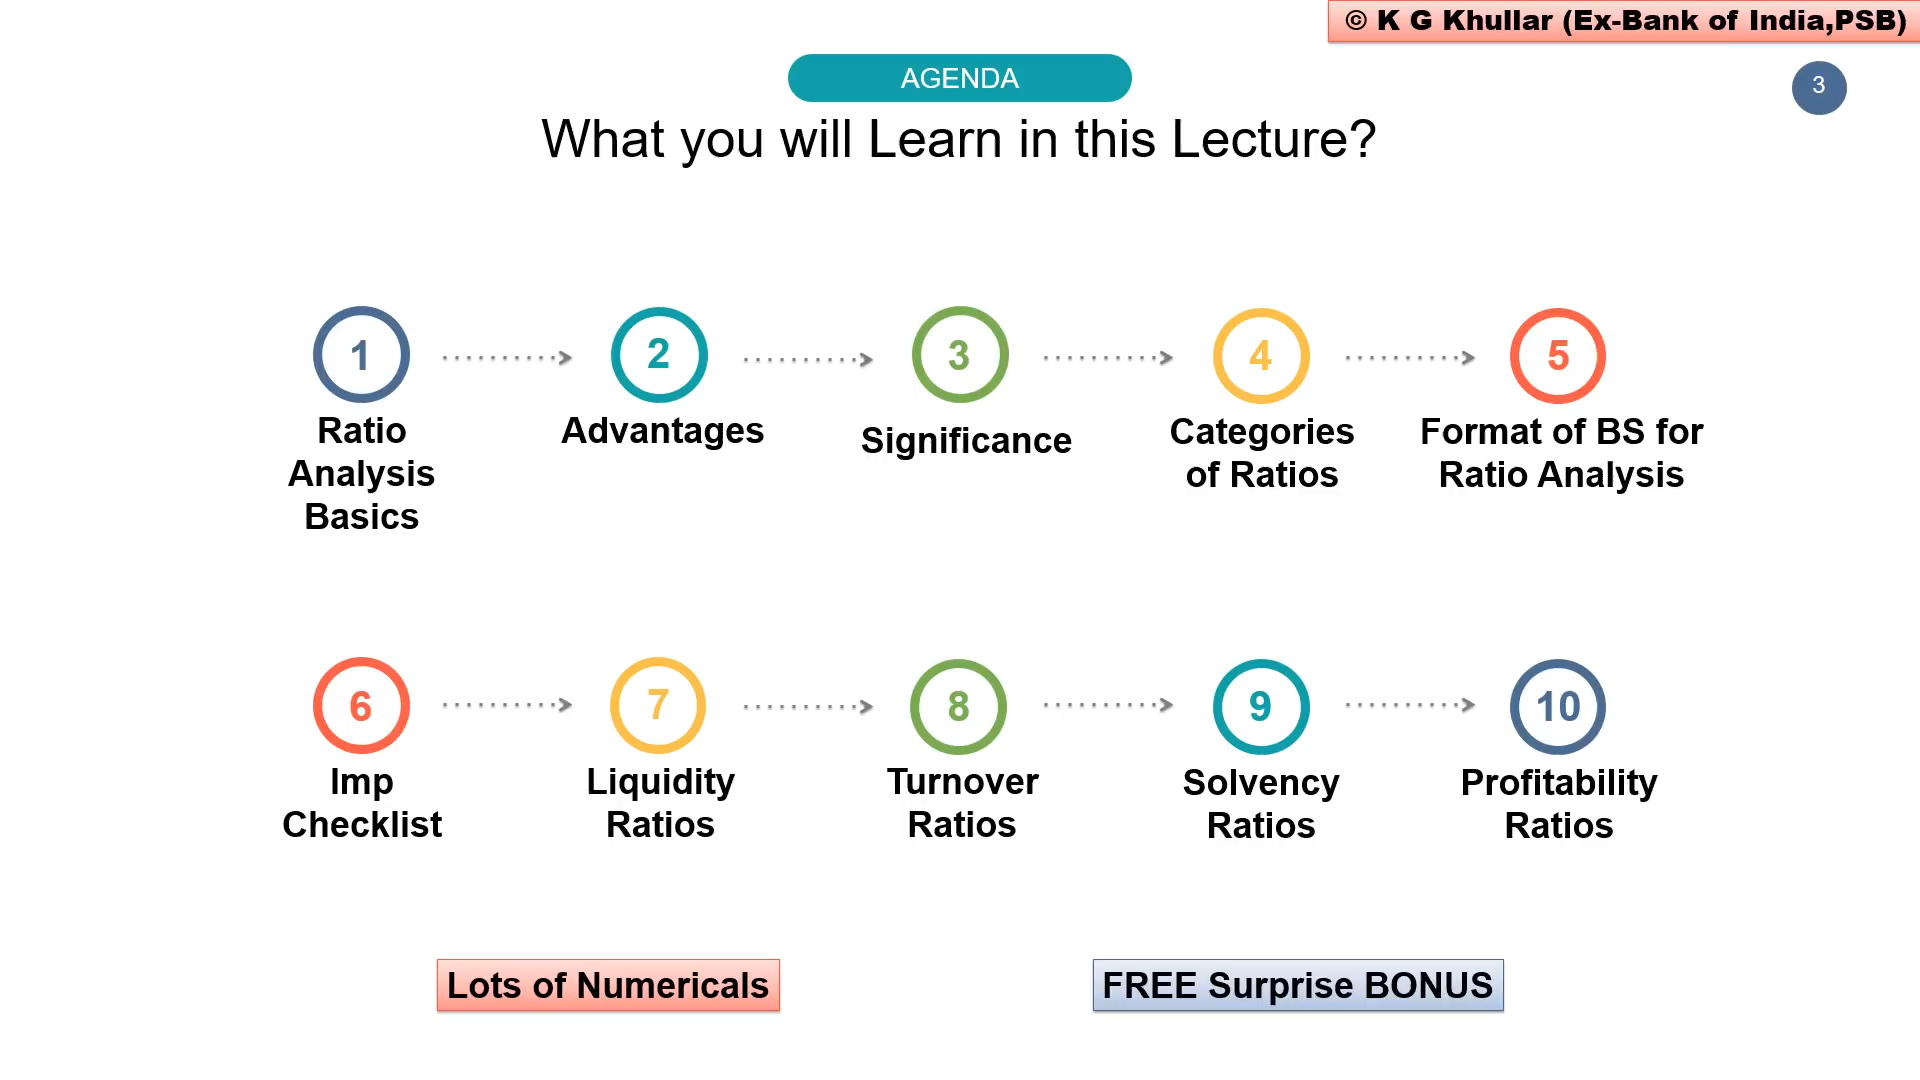 © K G Khullar (Ex-Bank of India,PSB)
AGENDA
3
What you will Learn in this Lecture?
1
Ratio
Analysis
Basics
2
Advantages
3
Significance
4
Categories
of Ratios
5
Format of BS for
Ratio Analysis
6
Imp
Checklist
7
Liquidity
Ratios
8
Turnover
Ratios
9
Solvency
Ratios
10
Profitability
Ratios
Lots of Numericals
FREE Surprise BONUS